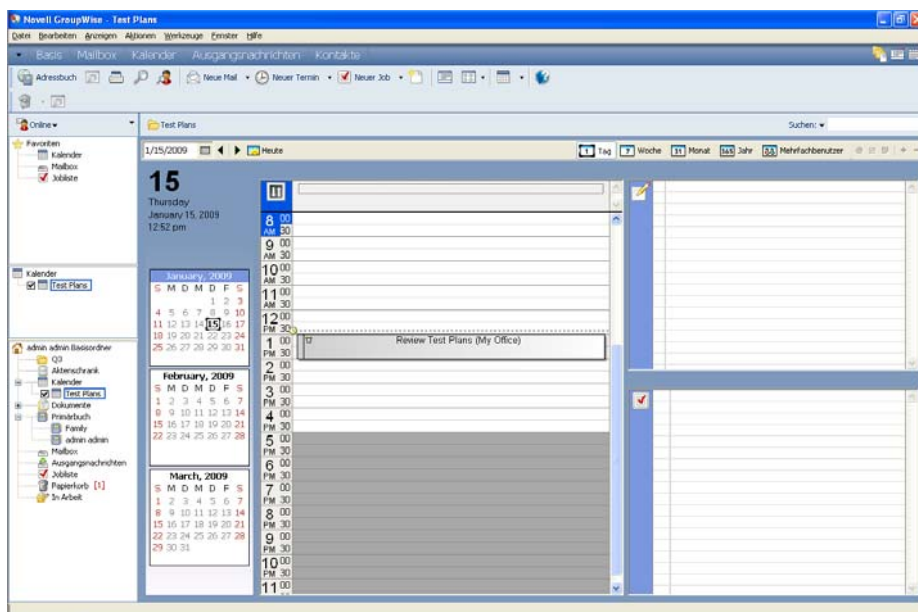 Novell GroupWise - Test Plans
Datei Bearbeiten Anzeigen Aktionen Werkzeuge Fenster Hilfe
Basis Mailbox Kalender Ausgangsnachrichten Kontakte
Adressbuch Neue Mail Neuer Termin Neuer Job
Online Test Plans Suchen:
Favoriten
Kalender
Mailbox
Jobliste
1/15/2009 Heute 1 Tag 7 Woche 31 Monat 365 Jahr Mehrfachbenutzer
15
Thursday
January 15, 2009
12:52 pm
Kalender
Test Plans
admin admin Basisordner
Q3
Aktenschrank
Kalender
Test Plans
Dokumente
Primärbuch
Family
admin admin
Mailbox
Ausgangsnachrichten
Jobliste
Papierkorb [1]
In Arbeit
January, 2009
S M D M D F S
1 2 3
4 5 6 7 8 9 10
11 12 13 14 15 16 17
18 19 20 21 22 23 24
25 26 27 28 29 30 31
February, 2009
S M D M D F S
1 2 3 4 5 6 7
8 9 10 11 12 13 14
15 16 17 18 19 20 21
22 23 24 25 26 27 28
March, 2009
S M D M D F S
1 2 3 4 5 6 7
8 9 10 11 12 13 14
15 16 17 18 19 20 21
22 23 24 25 26 27 28
29 30 31
8 00
AM 30
9 00
AM 30
10 00
AM 30
11 00
AM 30
12 00
PM 30
1 00
Review Test Plans (My Office)
PM 30
2 00
PM 30
3 00
PM 30
4 00
PM 30
5 00
PM 30
6 00
PM 30
7 00
PM 30
8 00
PM 30
9 00
PM 30
10 00
PM 30
11 00